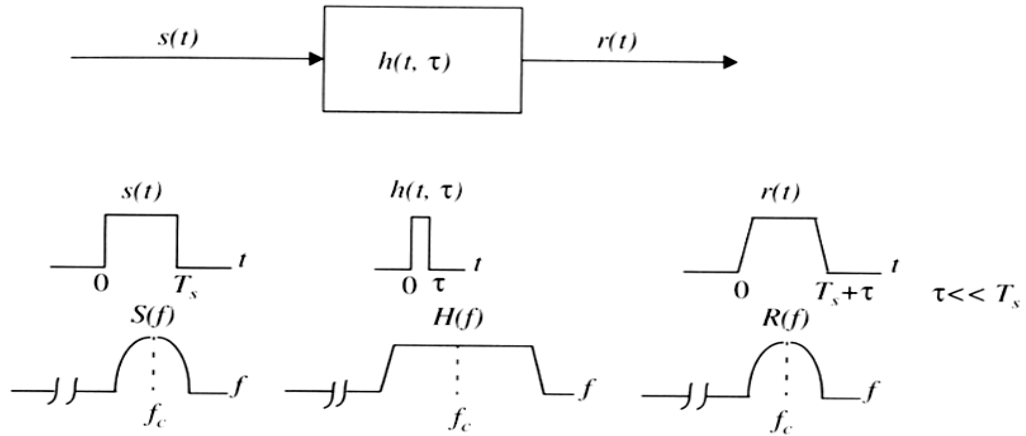 s(t)
h(t, τ)
r(t)
s(t)
h(t, τ)
r(t)
t
t
t
0
T_s
0
τ
0
T_s+τ
τ<< T_s
S(f)
H(f)
R(f)
f
f
f
f_c
f_c
f_c